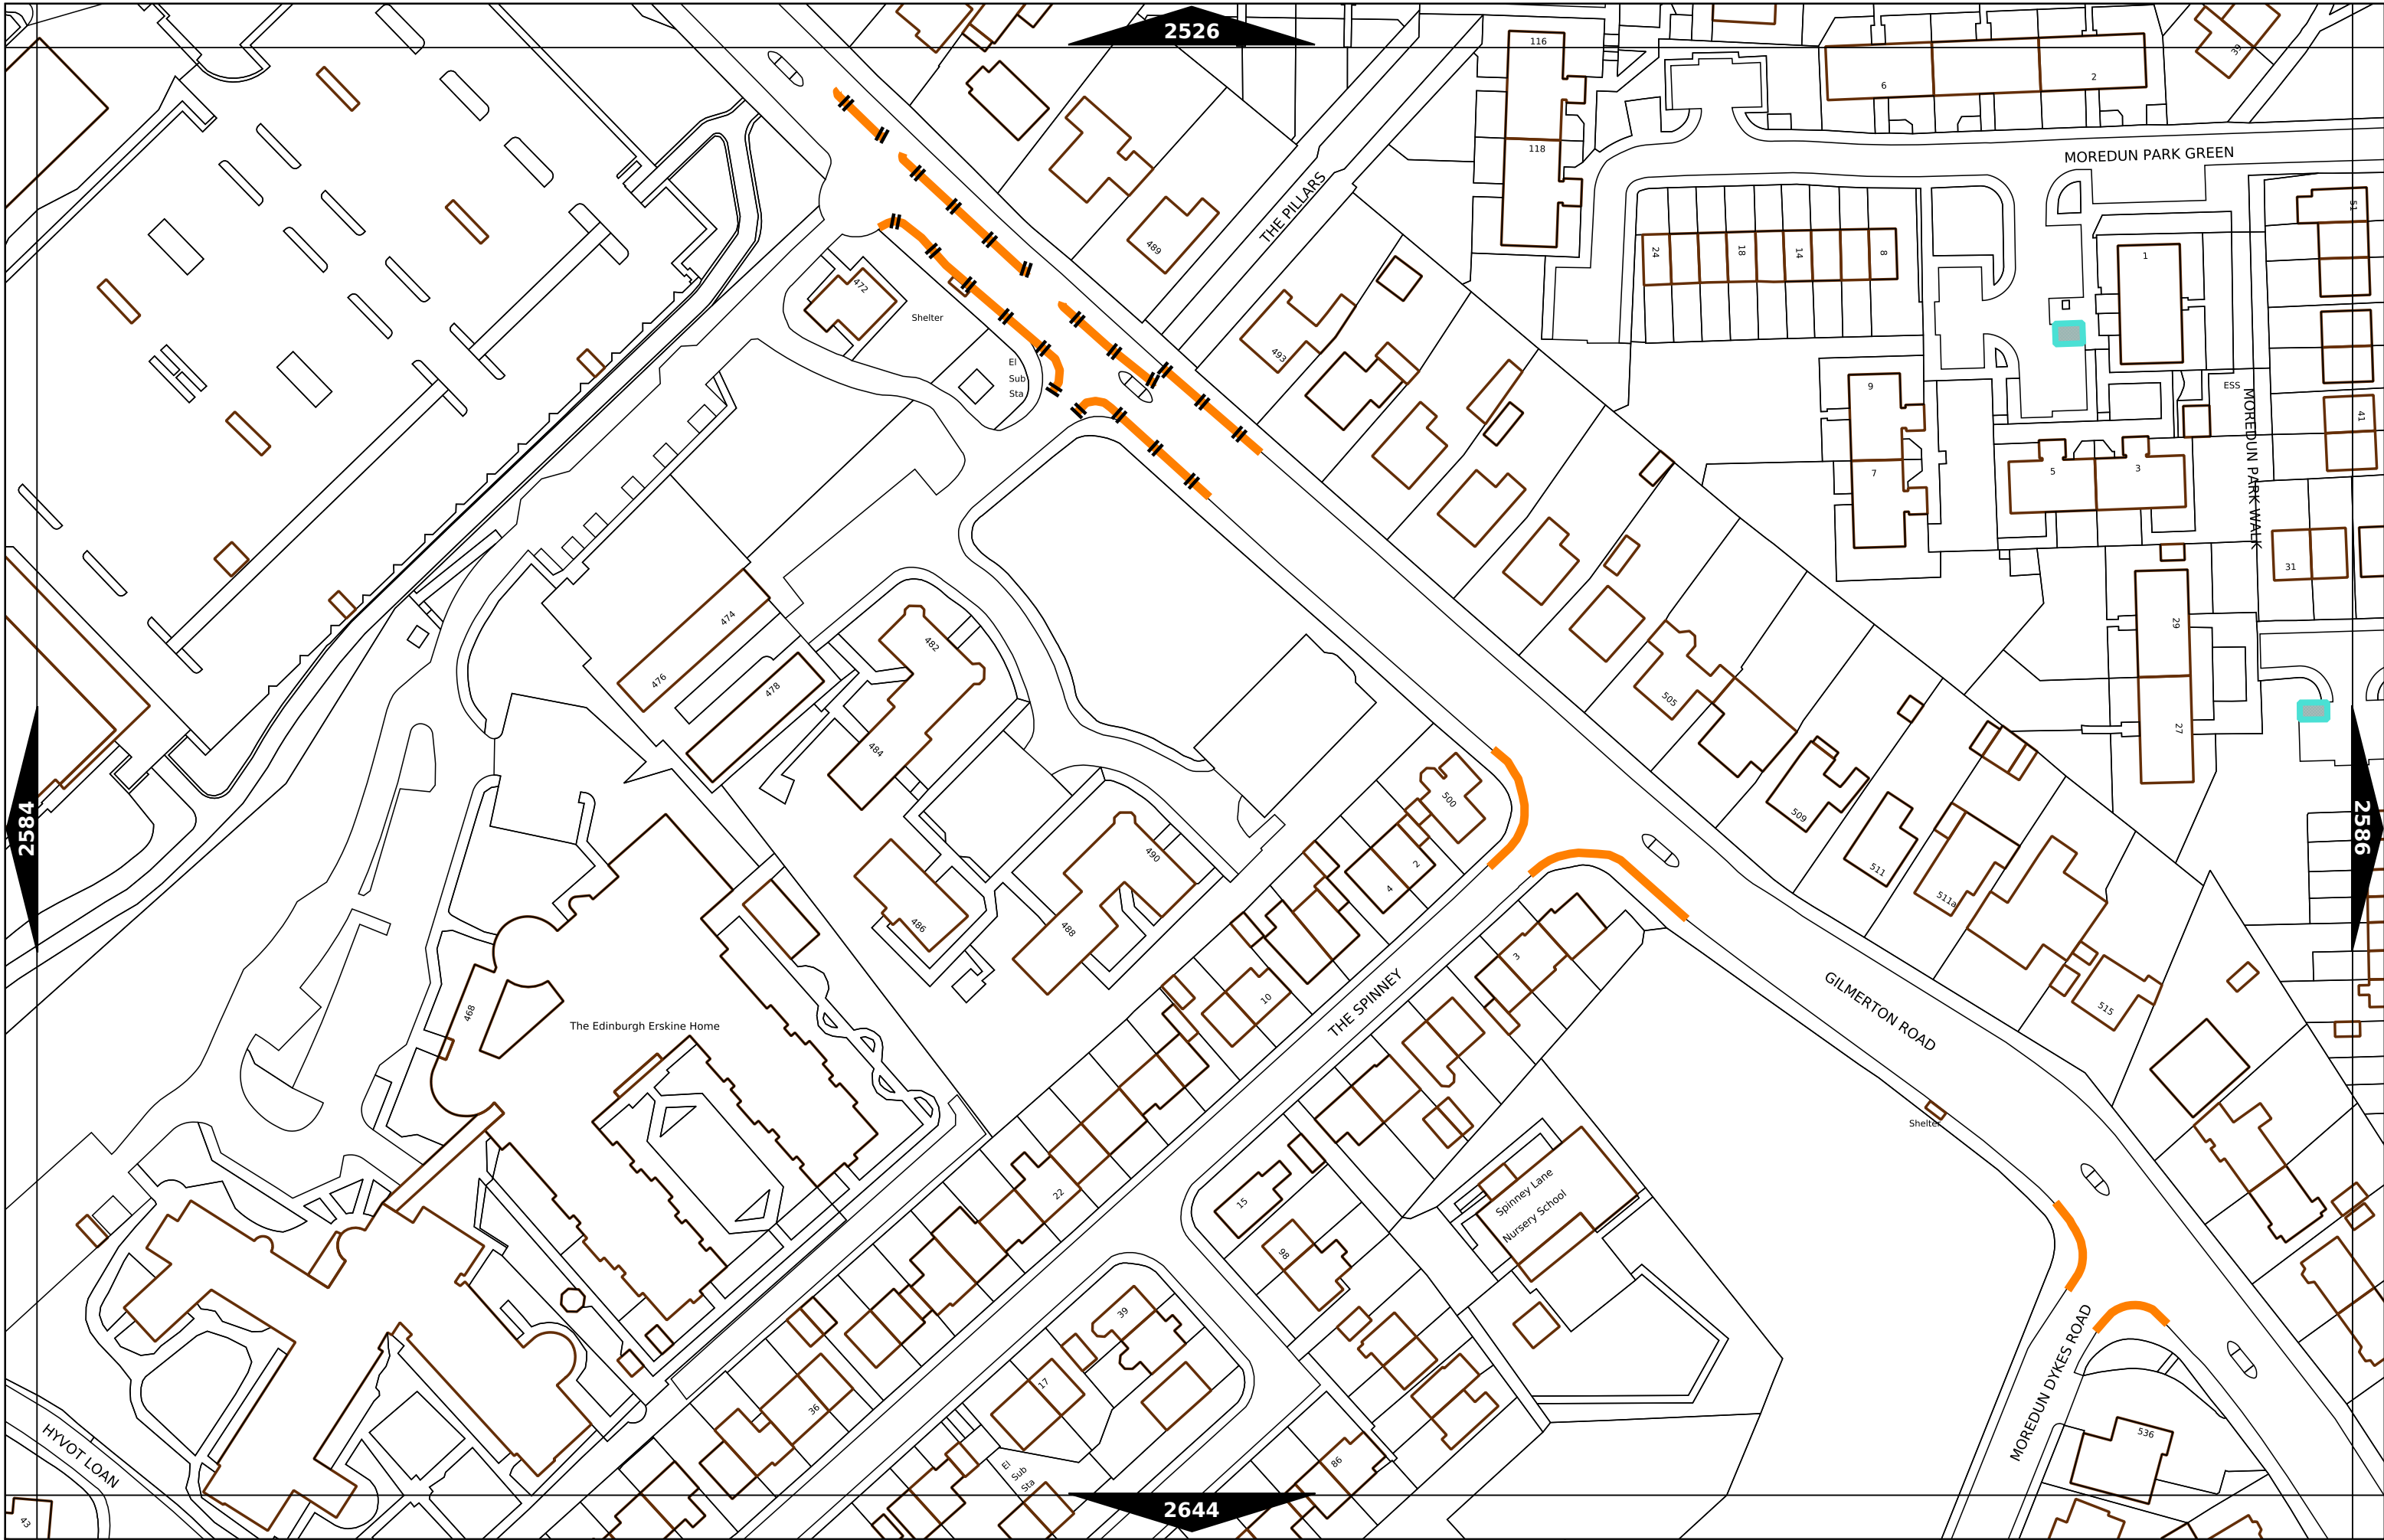 2526
116
6
2
39
118
MOREDUN PARK GREEN
THE PILLARS
51
489
24
18
14
8
1
472
Shelter
493
El
Sub
Sta
ESS
9
MOREDUN PARK WALK
41
7
5
3
31
474
482
29
476
478
505
484
27
2584
500
509
2586
2
490
4
511
511a
486
488
3
10
THE SPINNEY
GILMERTON ROAD
515
468
The Edinburgh Erskine Home
Shelter
22
15
Spinney Lane
Nursery School
98
39
MOREDUN DYKES ROAD
17
36
HYVOT LOAN
536
86
El
Sub
Sta
43
2644